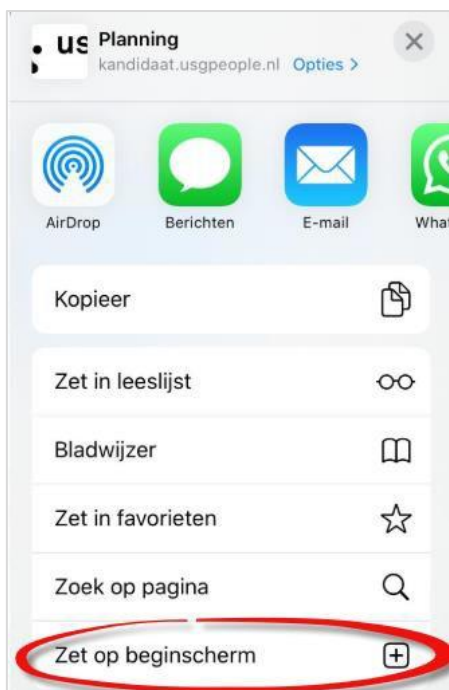 us
Planning
kandidaat.usgpeople.nl Opties >
AirDrop Berichten E-mail
Kopieer
Zet in leeslijst
Bladwijzer
Zet in favorieten
Zoek op pagina
Zet op beginscherm